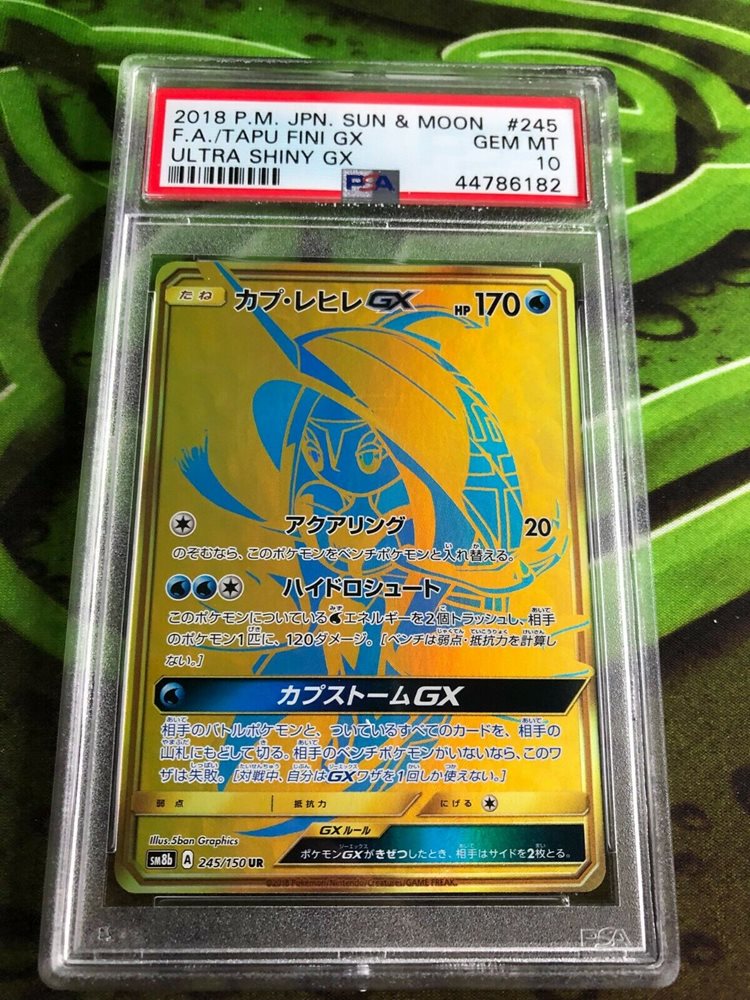 2018 P.M. JPN. SUN & MOON #245
F.A./TAPU FINI GX GEM MT
ULTRA SHINY GX 10
PSA 44786182
たね カプ・レヒレGX HP 170
アクアリング 20
のぞむなら、このポケモンをベンチポケモンと入れ替える。
ハイドロシュート
このポケモンについているエネルギーを2個トラッシュし、相手
のポケモン1匹に、120ダメージ。[ベンチは弱点・抵抗力を計算し
ない。]
カプストームGX
相手のバトルポケモンと、ついているすべてのカードを、相手の
山札にもどして切る。相手のベンチポケモンがいないなら、このワ
ザは失敗。[対戦中、自分はGXワザを1回しか使えない。]
弱点 抵抗力 にげる
Illus.5ban Graphics GXルール
ポケモンGXがきぜつしたとき、相手はサイドを2枚とる。
SM8b A 245/150 UR
©2018 Pokémon/Nintendo/Creatures/GAME FREAK.
PSA